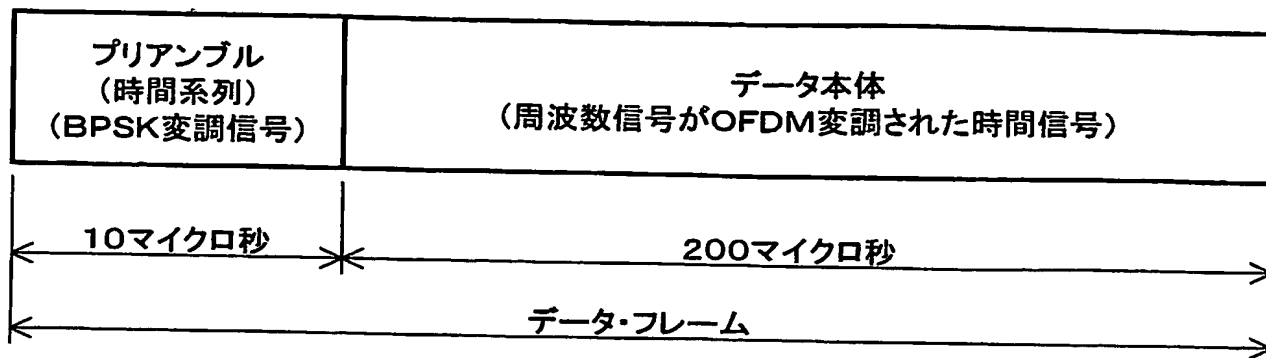 プリアンブル
(時間系列)
(BPSK変調信号)
データ本体
(周波数信号がOFDM変調された時間信号)
10マイクロ秒
200マイクロ秒
データ・フレーム